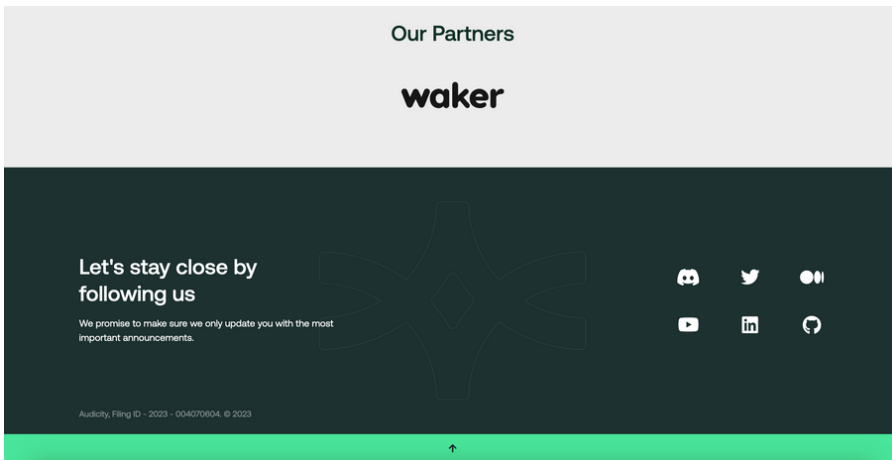 Our Partners
waker
Let's stay close by
following us
We promise to make sure we only update you with the most
important announcements.
Audicity, Filing ID - 2023 - 004070604. © 2023